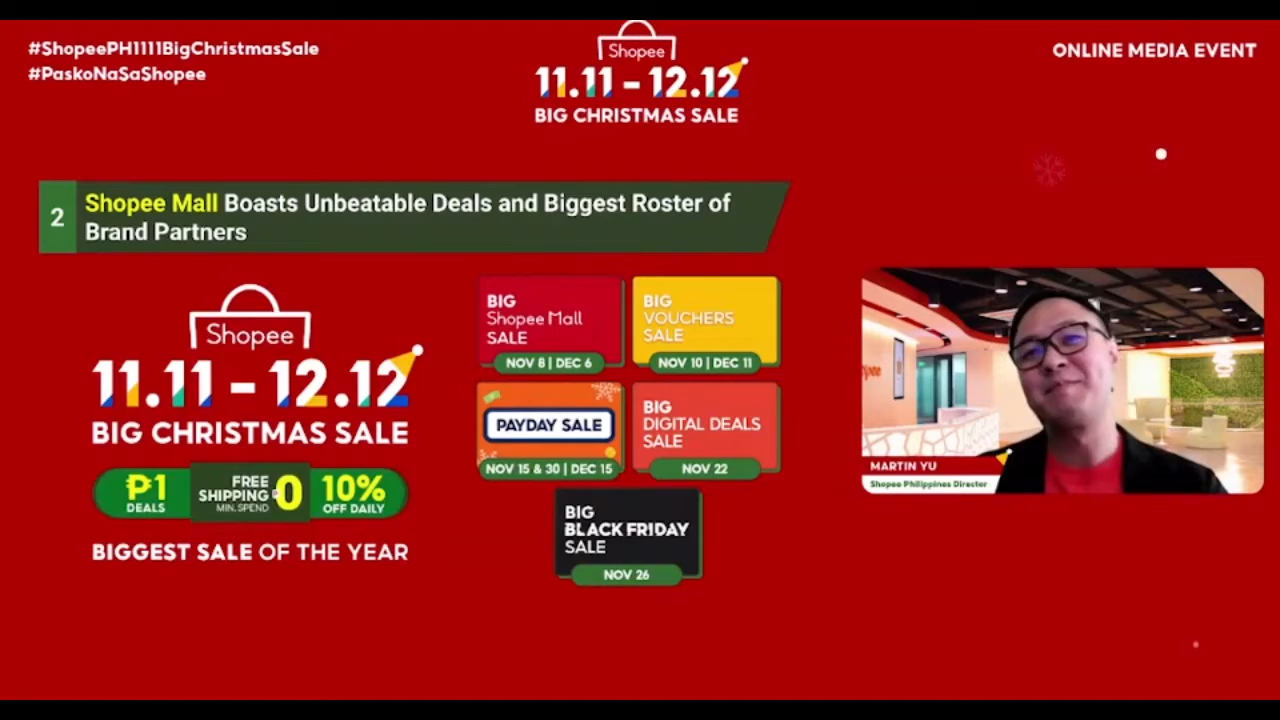 #ShopeePH1111BigChristmasSale
#PaskoNaSaShopee
Shopee
11.11 - 12.12
BIG CHRISTMAS SALE
ONLINE MEDIA EVENT
2
Shopee Mall Boasts Unbeatable Deals and Biggest Roster of
Brand Partners
Shopee
11.11 - 12.12
BIG CHRISTMAS SALE
₱1
DEALS
FREE
SHIPPING
MIN. SPEND
₱0
10%
OFF DAILY
BIGGEST SALE OF THE YEAR
BIG
Shopee Mall
SALE
NOV 8 | DEC 6
BIG
VOUCHERS
SALE
NOV 10 | DEC 11
PAYDAY SALE
NOV 15 & 30 | DEC 15
BIG
DIGITAL DEALS
SALE
NOV 22
BIG
BLACK FRIDAY
SALE
NOV 26
MARTIN YU
Shopee Philippines Director